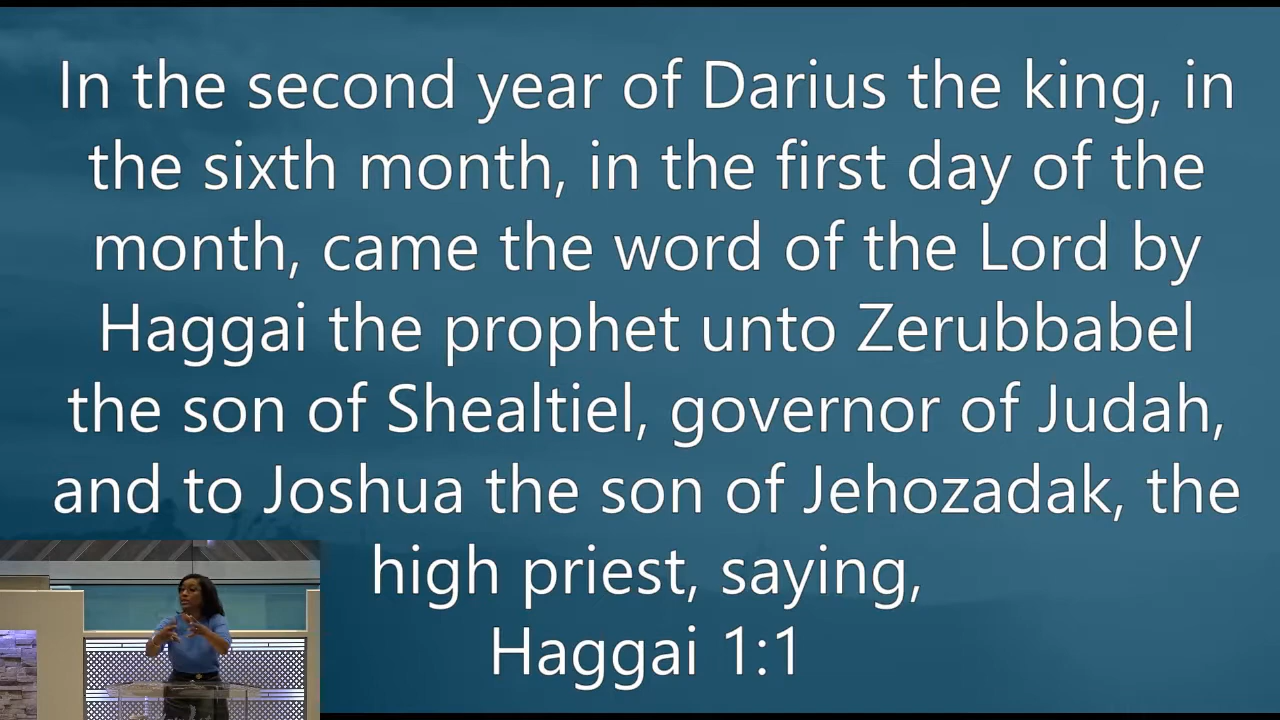 In the second year of Darius the king, in
the sixth month, in the first day of the
month, came the word of the Lord by
Haggai the prophet unto Zerubbabel
the son of Shealtiel, governor of Judah,
and to Joshua the son of Jehozadak, the
high priest, saying,
Haggai 1:1